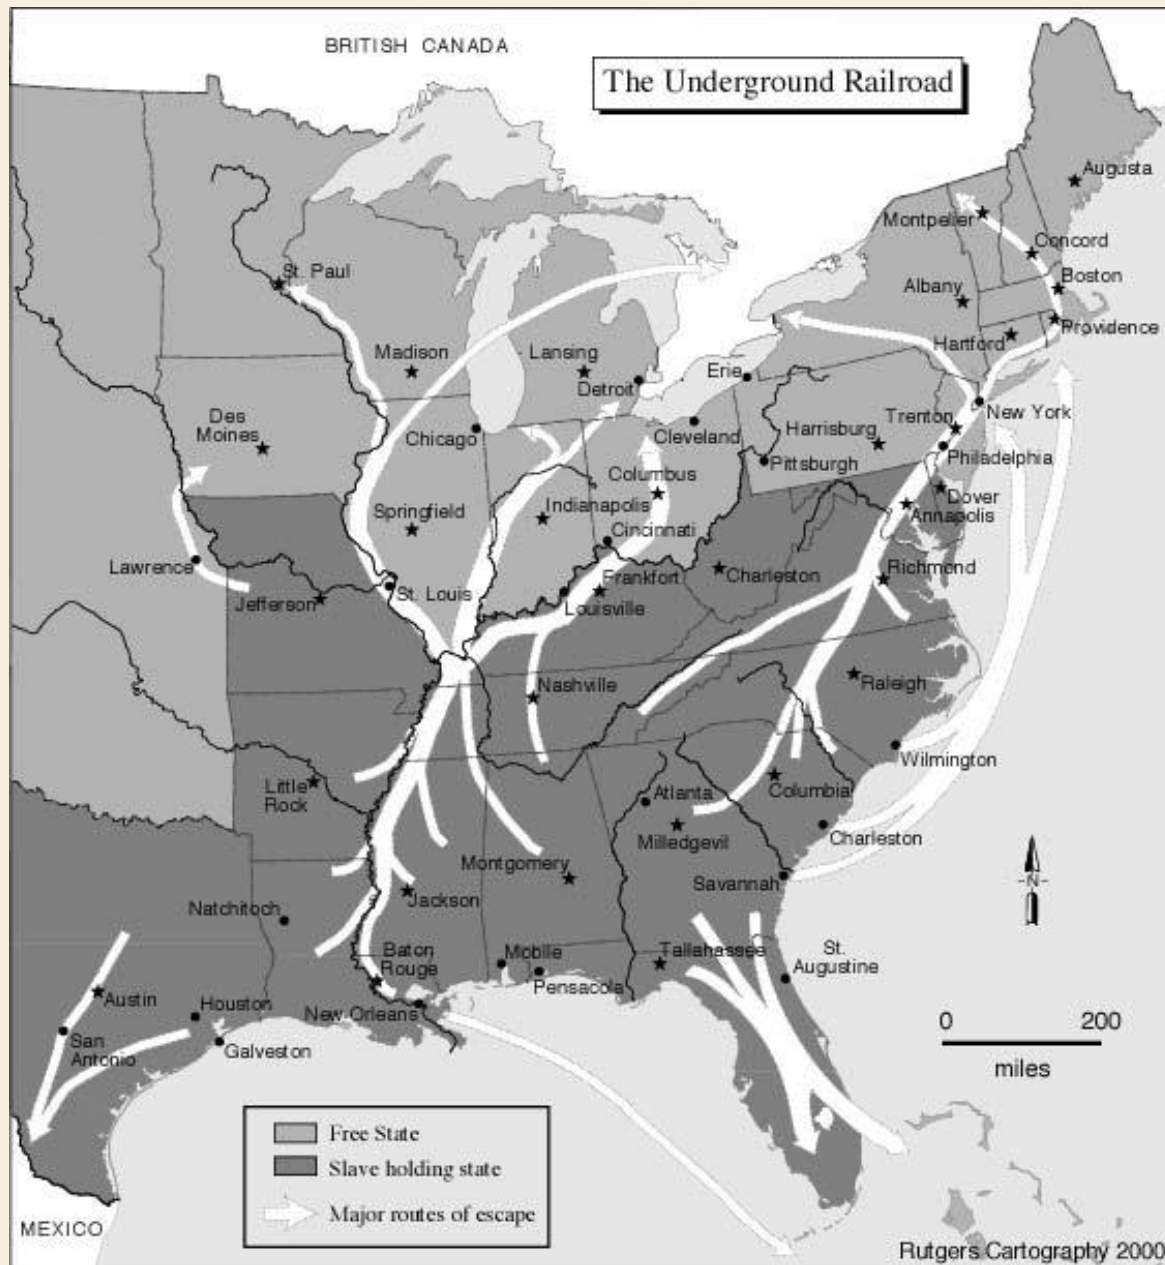 BRITISH CANADA
The Underground Railroad
Augusta
Montpelier
Concord
St. Paul
Boston
Albany
Providence
Hartford
Madison
Lansing
Detroit
Erie
New York
Des
Moines
Trenton
Chicago
Cleveland
Harrisburg
Philadelphia
Pittsburgh
Columbus
Dover
Annapolis
Springfield
Indianapolis
Cincinnati
Lawrence
Frankfort
Charleston
Richmond
Jefferson
St. Louis
Louisville
Nashville
Raleigh
Wilmington
Little
Rock
Atlanta
Columbia
Milledgevil
Charleston
Montgomery
Savannah
Jackson
Natchitoch
Baton
Rouge
Mobile
Tallahassee
St.
Augustine
Pensacola
Austin
Houston
New Orleans
San
Antonio
Galveston
N
0 200
miles
Free State
Slave holding state
Major routes of escape
MEXICO
Rutgers Cartography 2000